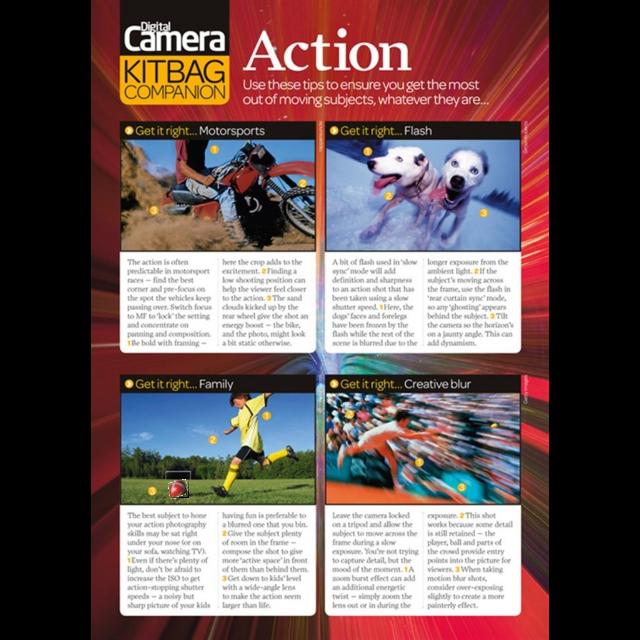 Digital
Camera
KITBAG
COMPANION
Action
Use these tips to ensure you get the most
out of moving subjects, whatever they are...
Get it right... Motorsports
1
2
3
The action is often
predictable in motorsport
races – find the best
corner and pre-focus on
the spot the vehicles keep
passing over. Switch focus
to MF to 'lock' the setting
and concentrate on
panning and composition.
1 Be bold with framing –
here the crop adds to the
excitement. 2 Finding a
low shooting position can
help the viewer feel closer
to the action. 3 The sand
clouds kicked up by the
rear wheel give the shot an
energy boost – the bike,
and the photo, might look
a bit static otherwise.
Get it right... Flash
1
2
3
A bit of flash used in 'slow
sync' mode will add
definition and sharpness
to an action shot that has
been taken using a slow
shutter speed. 1 Here, the
dogs' faces and forelegs
have been frozen by the
flash while the rest of the
scene is blurred due to the
longer exposure from the
ambient light. 2 If the
subject's moving across
the frame, use the flash in
'rear curtain sync' mode,
so any 'ghosting' appears
behind the subject. 3 Tilt
the camera so the horizon's
on a jaunty angle. This can
add dynamism.
Get it right... Family
1
2
3
The best subject to hone
your action photography
skills may be sat right
under your nose (or on
your sofa, watching TV).
1 Even if there's plenty of
light, don't be afraid to
increase the ISO to get
action-stopping shutter
speeds – a noisy but
sharp picture of your kids
having fun is preferable to
a blurred one that you bin.
2 Give the subject plenty
of room in the frame –
compose the shot to give
more 'active space' in front
of them than behind them.
3 Get down to kids' level
with a wide-angle lens
to make the action seem
larger than life.
Get it right... Creative blur
2
1
3
Getty Images
Leave the camera locked
on a tripod and allow the
subject to move across the
frame during a slow
exposure. You're not trying
to capture detail, but the
mood of the moment. 1 A
zoom burst effect can add
an additional energetic
twist – simply zoom the
lens out or in during the
exposure. 2 This shot
works because some detail
is still retained – the
player, ball and parts of
the crowd provide entry
points into the picture for
viewers. 3 When taking
motion blur shots,
consider over-exposing
slightly to create a more
painterly effect.